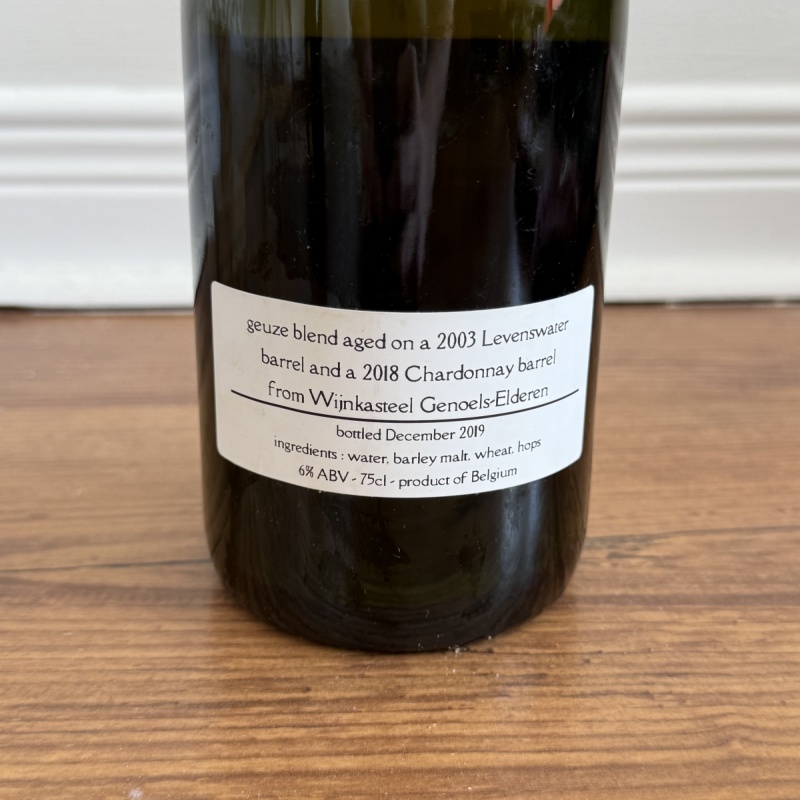 geuze blend aged on a 2003 Levenswater
barrel and a 2018 Chardonnay barrel
from Wijnkasteel Genoels-Elderen
bottled December 2019
ingredients : water, barley malt, wheat, hops
6% ABV - 75cl - product of Belgium